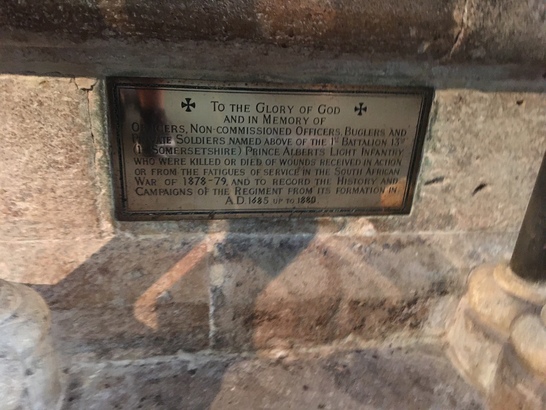 ✠ To the Glory of God ✠
and in Memory of
Officers, Non-commissioned Officers, Buglers and
Private Soldiers named above of the 1st Battalion 13th
(Somersetshire) Prince Albert's Light Infantry
who were killed or died of wounds received in action
or from the fatigues of service in the South African
War of 1878-79, and to record the History and
Campaigns of the Regiment from its formation in
A.D 1685 up to 1880